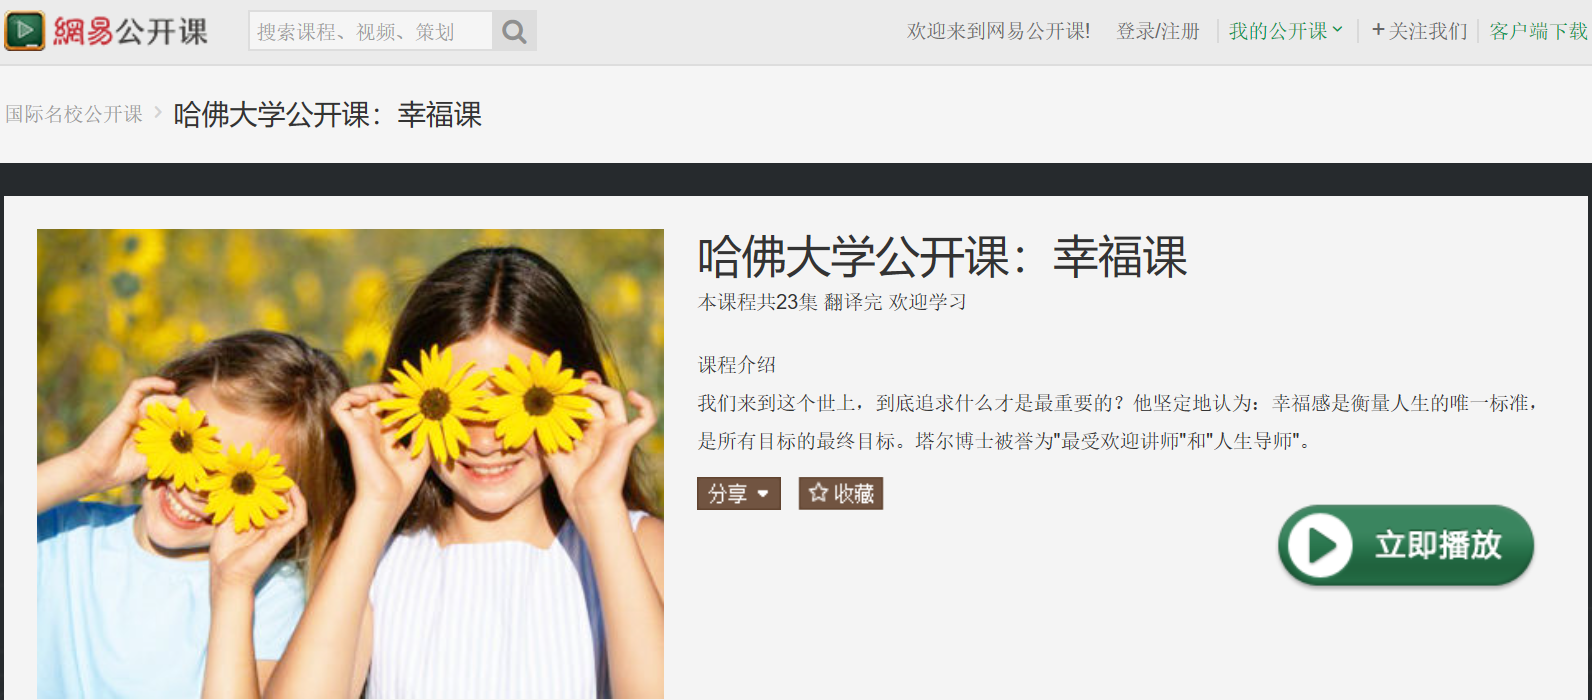 網易公开课
搜索课程、视频、策划
欢迎来到网易公开课! 登录/注册 我的公开课 +关注我们 客户端下载
国际名校公开课 > 哈佛大学公开课：幸福课
哈佛大学公开课：幸福课
本课程共23集 翻译完 欢迎学习
课程介绍
我们来到这个世上，到底追求什么才是最重要的？他坚定地认为：幸福感是衡量人生的唯一标准，
是所有目标的最终目标。塔尔博士被誉为"最受欢迎讲师"和"人生导师"。
分享 收藏
立即播放